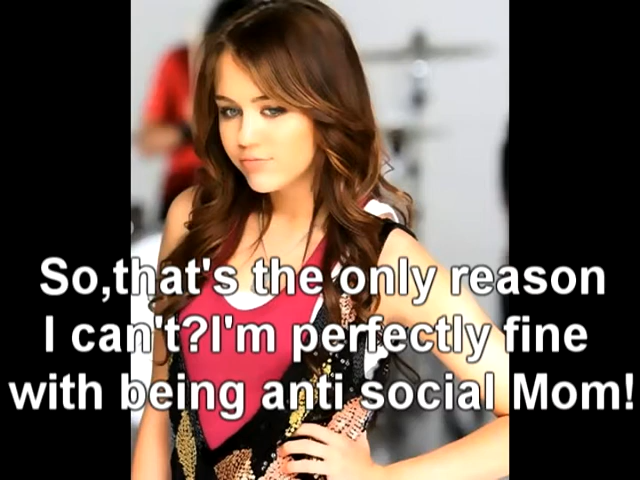 So,that's the only reason
I can't?I'm perfectly fine
with being anti social Mom!